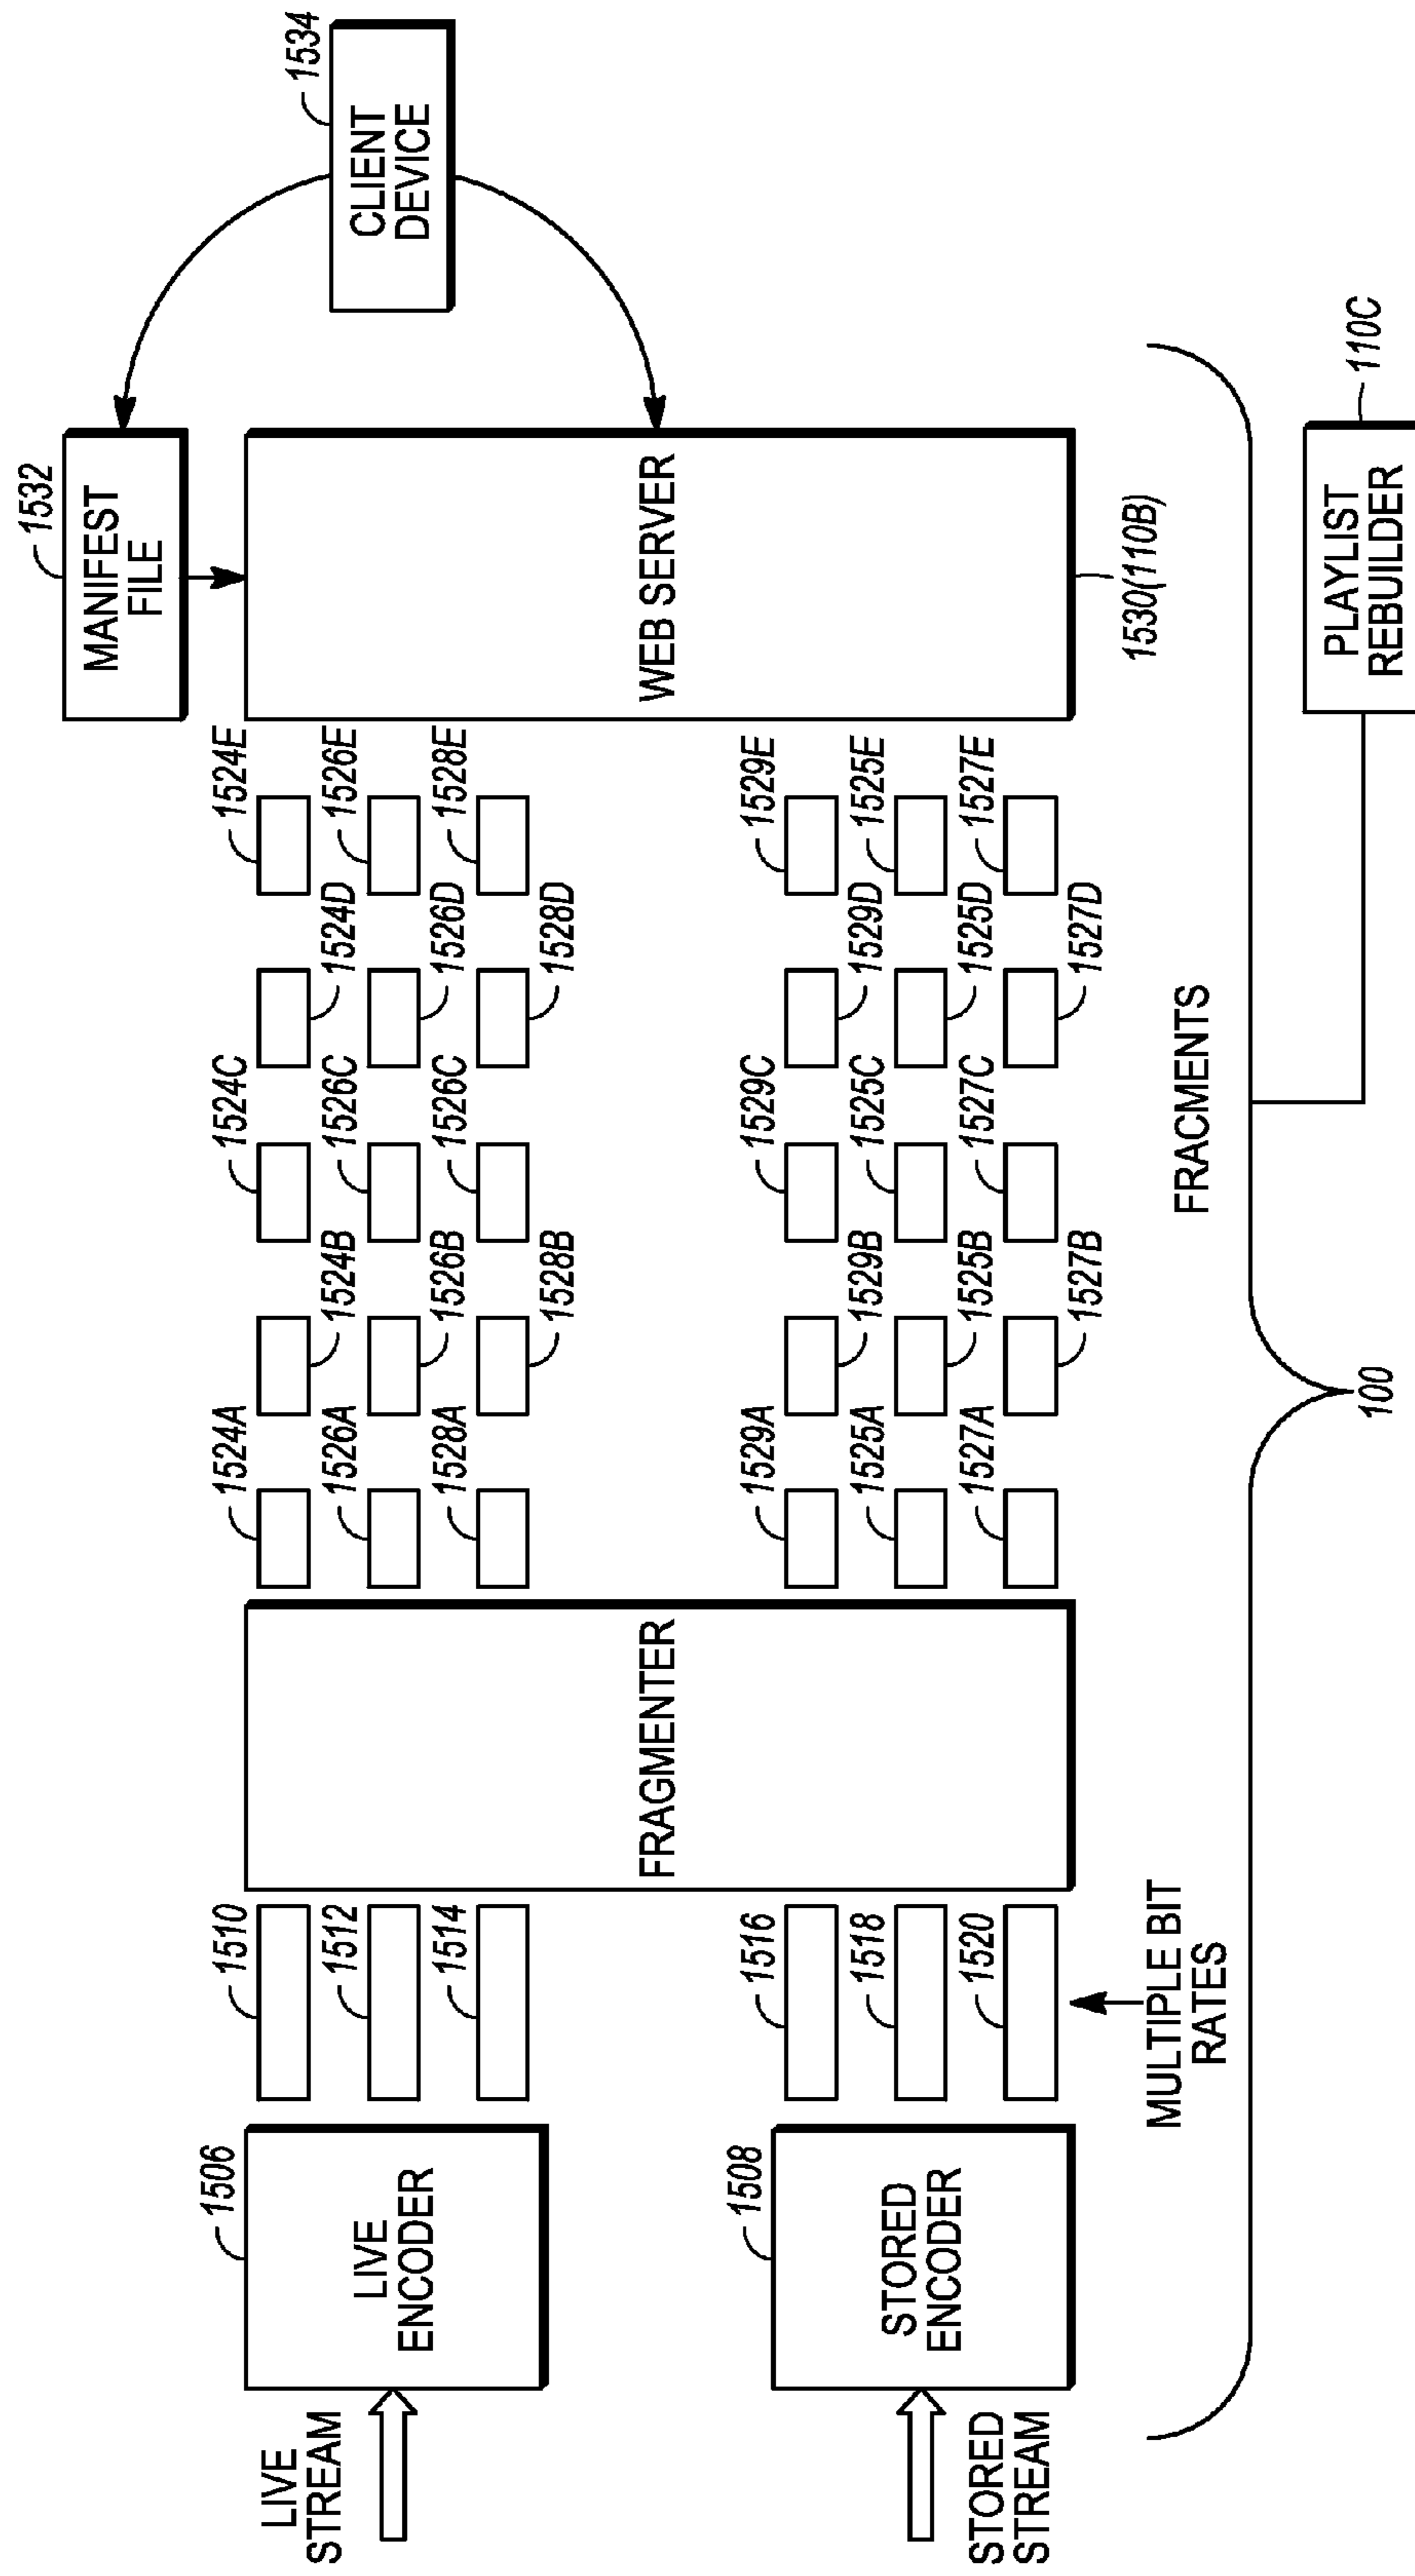 LIVE
STREAM
1506
LIVE
ENCODER
STORED
STREAM
1508
STORED
ENCODER
1510
1512
1514
1516
1518
1520
MULTIPLE BIT
RATES
FRAGMENTER
1524A
1524B
1524C
1524D
1524E
1526A
1526B
1526C
1526D
1526E
1528A
1528B
1526C
1528D
1528E
1529A
1529B
1529C
1529D
1529E
1525A
1525B
1525C
1525D
1525E
1527A
1527B
1527C
1527D
1527E
FRACMENTS
1532
MANIFEST
FILE
WEB SERVER
1530(110B)
1534
CLIENT
DEVICE
100
PLAYLIST
REBUILDER
110C